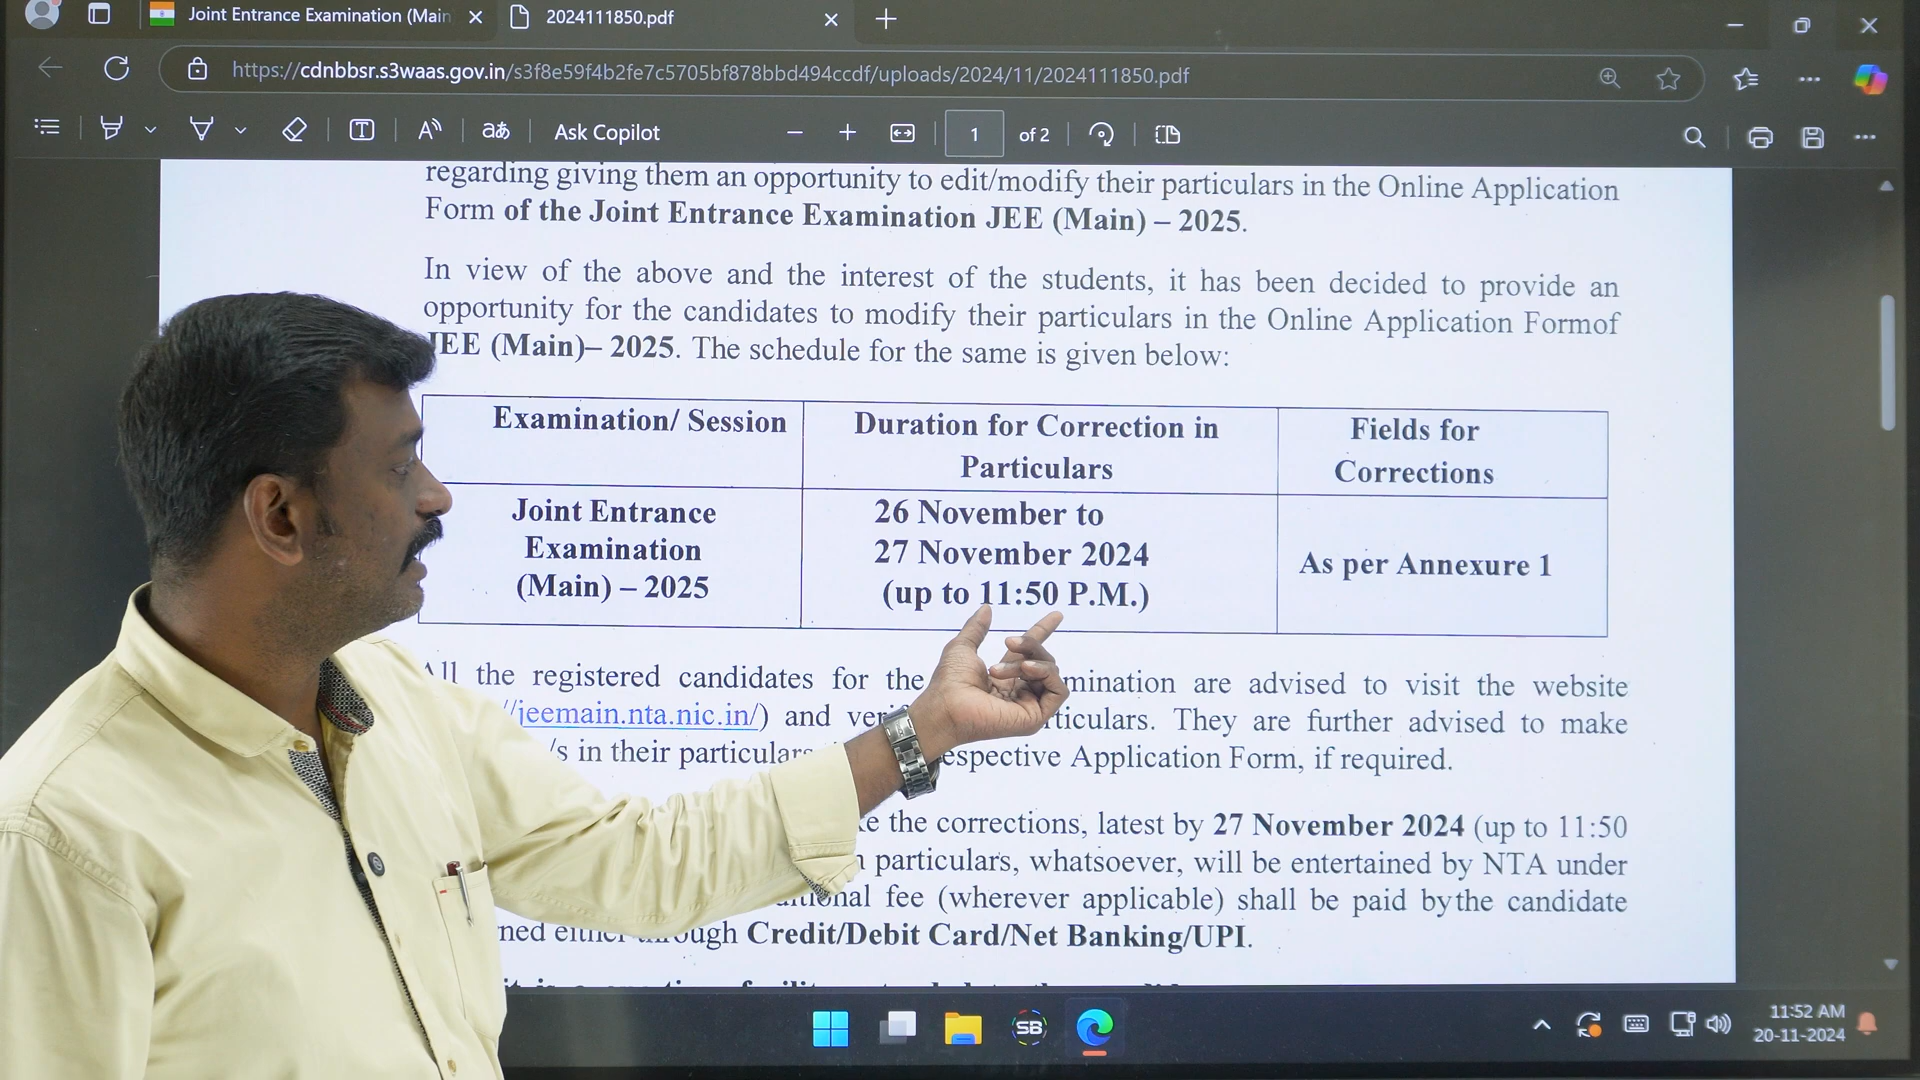 Joint Entrance Examination (Main
2024111850.pdf
https://cdnbbsr.s3waas.gov.in/s3f8e59f4b2fe7c5705bf878bbd494ccdf/uploads/2024/11/2024111850.pdf
Ask Copilot
1 of 2
regarding giving them an opportunity to edit/modify their particulars in the Online Application
Form of the Joint Entrance Examination JEE (Main) – 2025.
In view of the above and the interest of the students, it has been decided to provide an
opportunity for the candidates to modify their particulars in the Online Application Formof
JEE (Main)– 2025. The schedule for the same is given below:
Examination/ Session
Duration for Correction in
Particulars
Fields for
Corrections
Joint Entrance
Examination
(Main) – 2025
26 November to
27 November 2024
(up to 11:50 P.M.)
As per Annexure 1
All the registered candidates for the mination are advised to visit the website
//jeemain.nta.nic.in/) and ticulars. They are further advised to make
/s in their particulars espective Application Form, if required.
the corrections, latest by 27 November 2024 (up to 11:50
particulars, whatsoever, will be entertained by NTA under
fee (wherever applicable) shall be paid bythe candidate
either through Credit/Debit Card/Net Banking/UPI.
SB
11:52 AM
20-11-2024